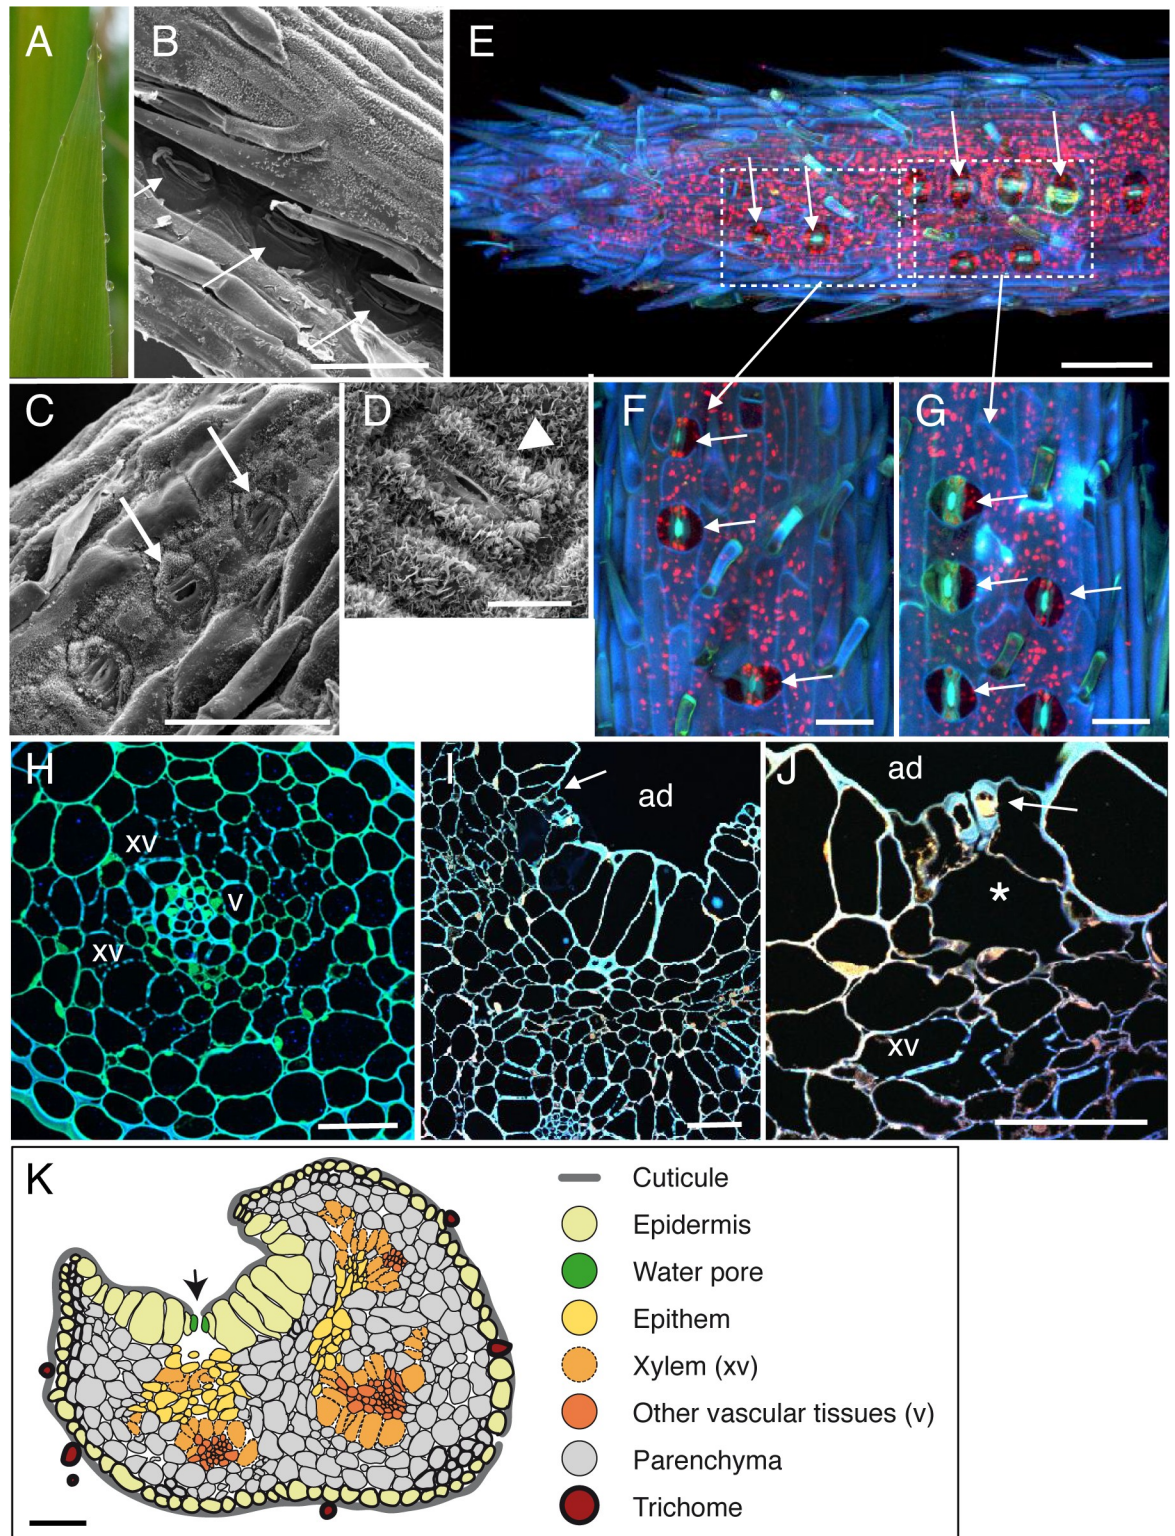 A
B
E
C
D
F
G
H
xv
v
xv
I
ad
J
ad
*
xv
K
Cuticule
Epidermis
Water pore
Epithem
Xylem (xv)
Other vascular tissues (v)
Parenchyma
Trichome